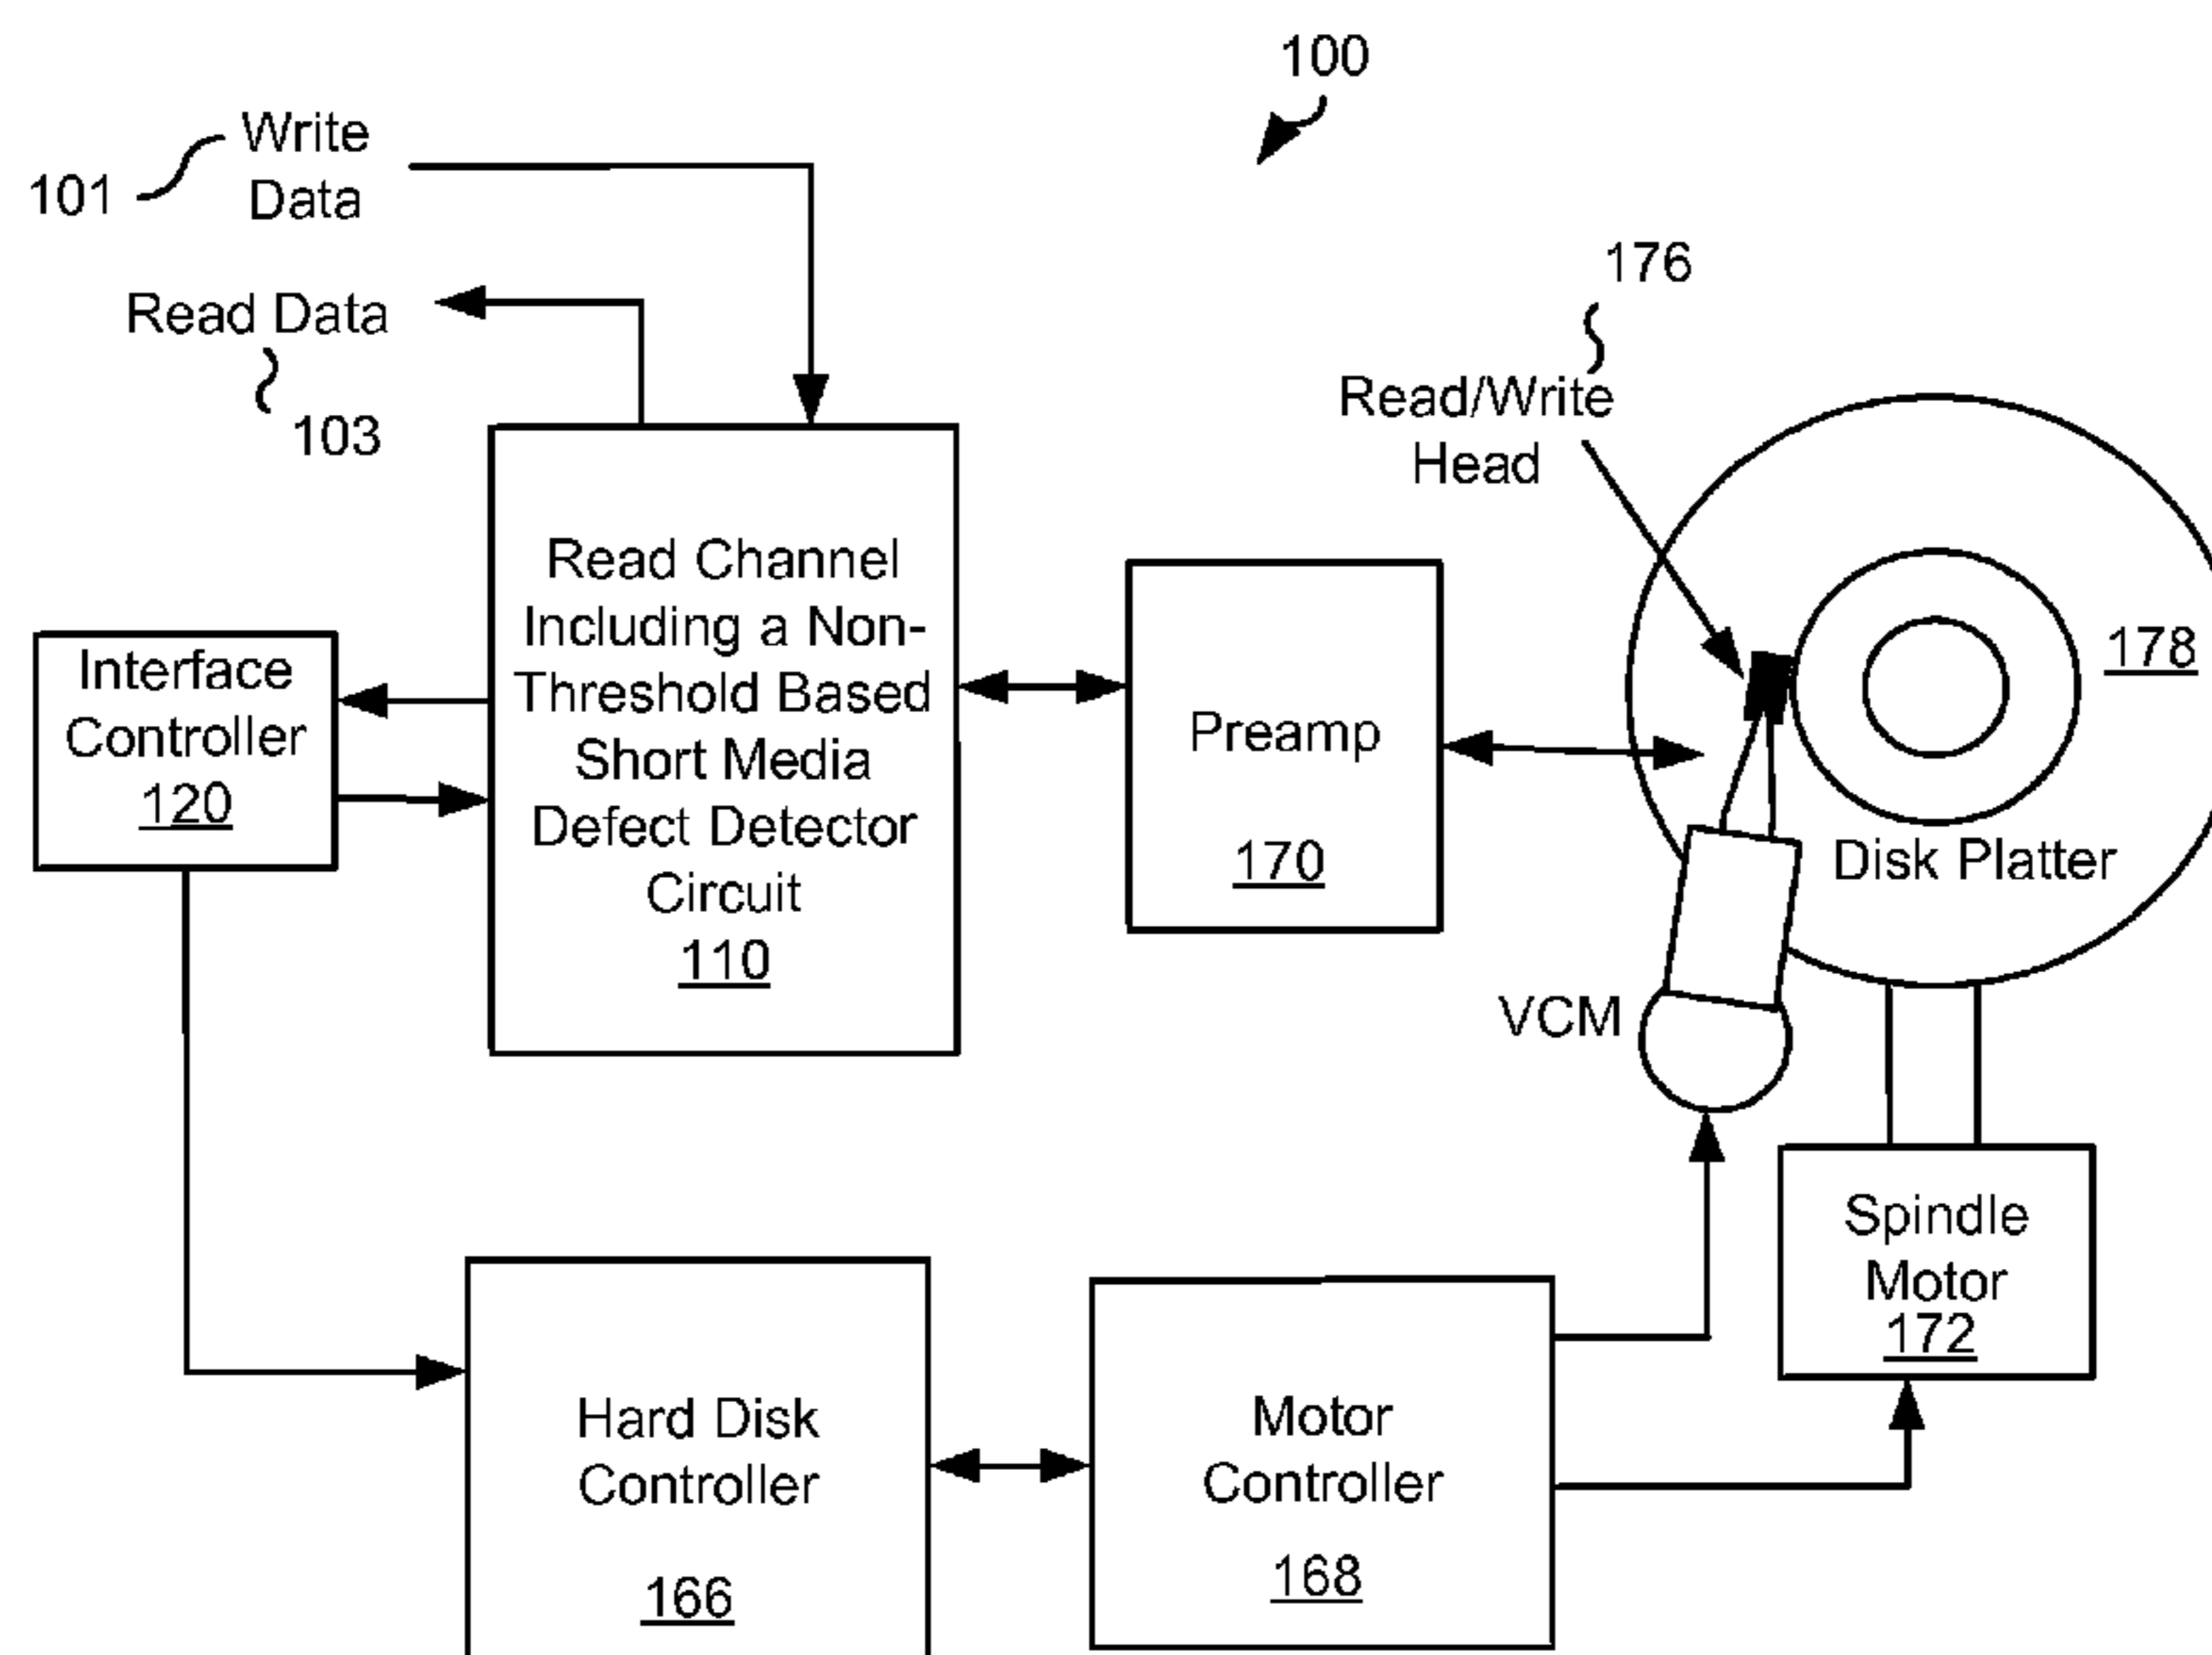 100
Write
Data
101
Read Data
103
176
Read/Write
Head
Read Channel
Including a Non-
Threshold Based
Short Media
Defect Detector
Circuit
110
Interface
Controller
120
Preamp
170
178
Disk Platter
VCM
Spindle
Motor
172
Hard Disk
Controller
166
Motor
Controller
168